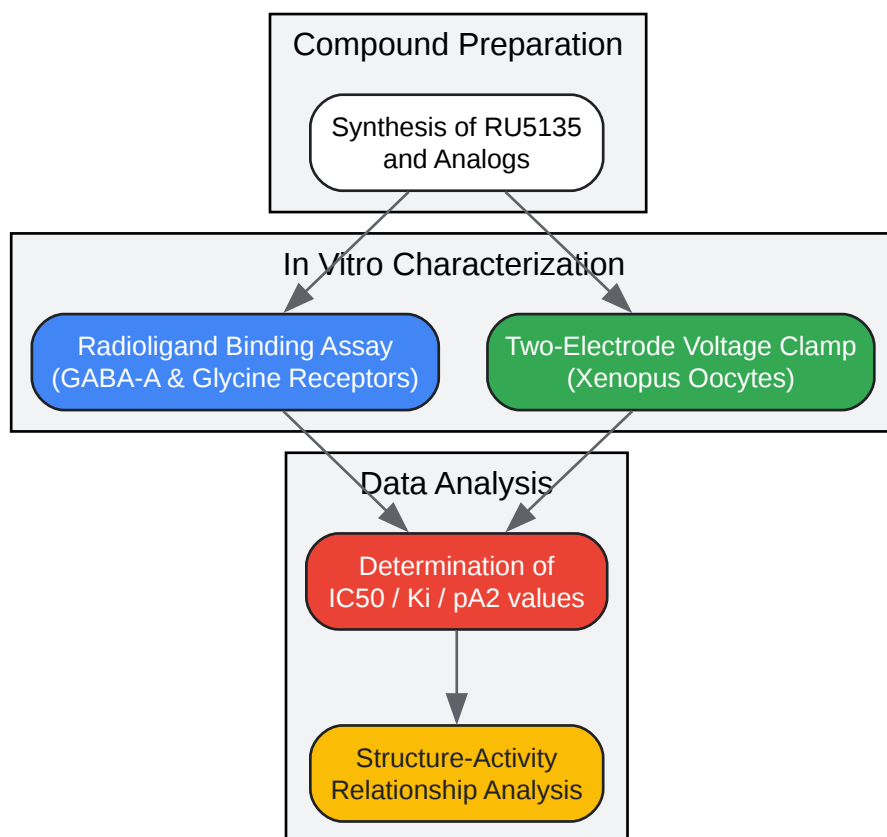 Compound Preparation
Synthesis of RU5135
and Analogs
In Vitro Characterization
Radioligand Binding Assay
(GABA-A & Glycine Receptors)
Two-Electrode Voltage Clamp
(Xenopus Oocytes)
Data Analysis
Determination of
IC50 / Ki / pA2 values
Structure-Activity
Relationship Analysis